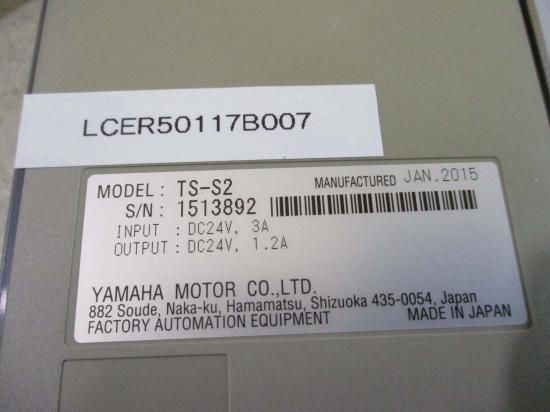 LCER50117B007
MODEL : TS-S2 MANUFACTURED JAN. 2015
S/N : 1513892
INPUT : DC24V, 3A
OUTPUT : DC24V, 1.2A
YAMAHA MOTOR CO.,LTD.
882 Soude, Naka-ku, Hamamatsu, Shizuoka 435-0054, Japan
FACTORY AUTOMATION EQUIPMENT MADE IN JAPAN